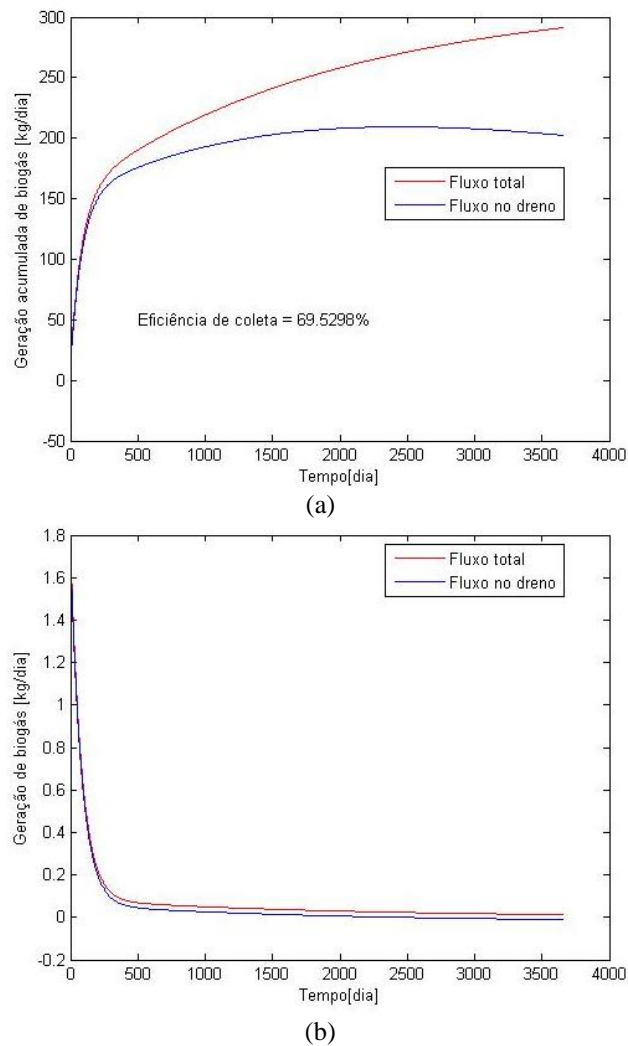 300
250
200
150
100
50
0
-50
Geração acumulada de biogás [kg/dia]
Fluxo total
Fluxo no dreno
Eficiência de coleta = 69.5298%
0 500 1000 1500 2000 2500 3000 3500 4000
Tempo[dia]
(a)
1.8
1.6
1.4
1.2
1
0.8
0.6
0.4
0.2
0
-0.2
Geração de biogás [kg/dia]
Fluxo total
Fluxo no dreno
0 500 1000 1500 2000 2500 3000 3500 4000
Tempo[dia]
(b)